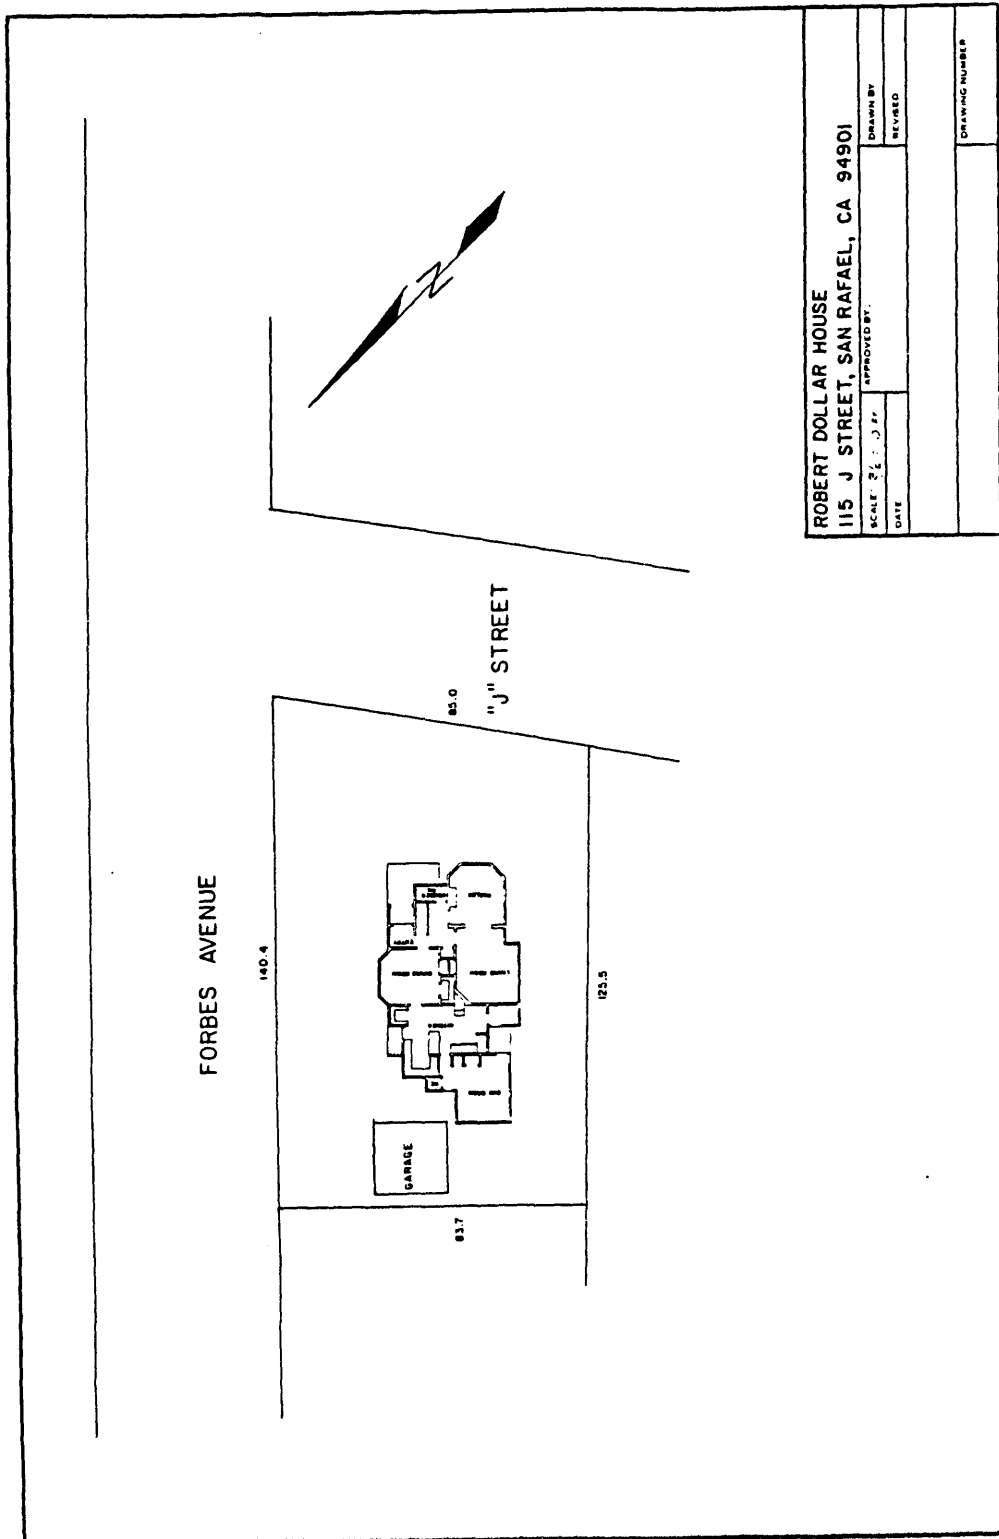 FORBES AVENUE
140.4
85.0
"J" STREET
N
GARAGE
83.7
125.5
ROBERT DOLLAR HOUSE
115 J STREET, SAN RAFAEL, CA 94901
SCALE:
APPROVED BY:
DRAWN BY
DATE
REVISED
DRAWING NUMBER